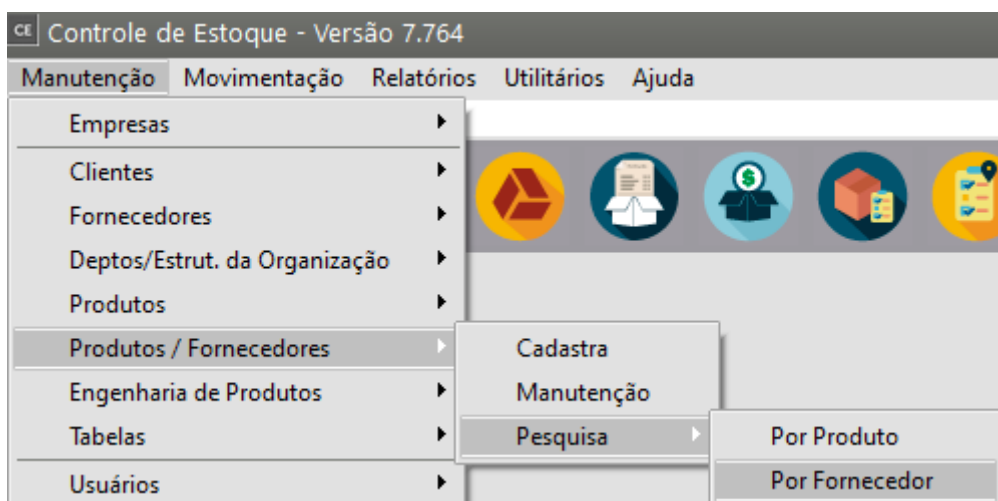 CE Controle de Estoque - Versão 7.764
Manutenção Movimentação Relatórios Utilitários Ajuda
Empresas
Clientes
Fornecedores
Deptos/Estrut. da Organização
Produtos
Produtos / Fornecedores
Engenharia de Produtos
Tabelas
Usuários
Cadastra
Manutenção
Pesquisa
Por Produto
Por Fornecedor